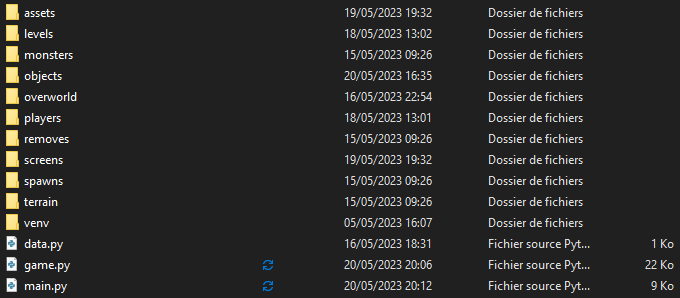 assets 19/05/2023 19:32 Dossier de fichiers
levels 18/05/2023 13:02 Dossier de fichiers
monsters 15/05/2023 09:26 Dossier de fichiers
objects 20/05/2023 16:35 Dossier de fichiers
overworld 16/05/2023 22:54 Dossier de fichiers
players 18/05/2023 13:01 Dossier de fichiers
removes 15/05/2023 09:26 Dossier de fichiers
screens 19/05/2023 19:32 Dossier de fichiers
spawns 15/05/2023 09:26 Dossier de fichiers
terrain 15/05/2023 09:26 Dossier de fichiers
venv 05/05/2023 16:07 Dossier de fichiers
data.py 16/05/2023 18:31 Fichier source Pyt... 1 Ko
game.py 20/05/2023 20:06 Fichier source Pyt... 22 Ko
main.py 20/05/2023 20:12 Fichier source Pyt... 9 Ko